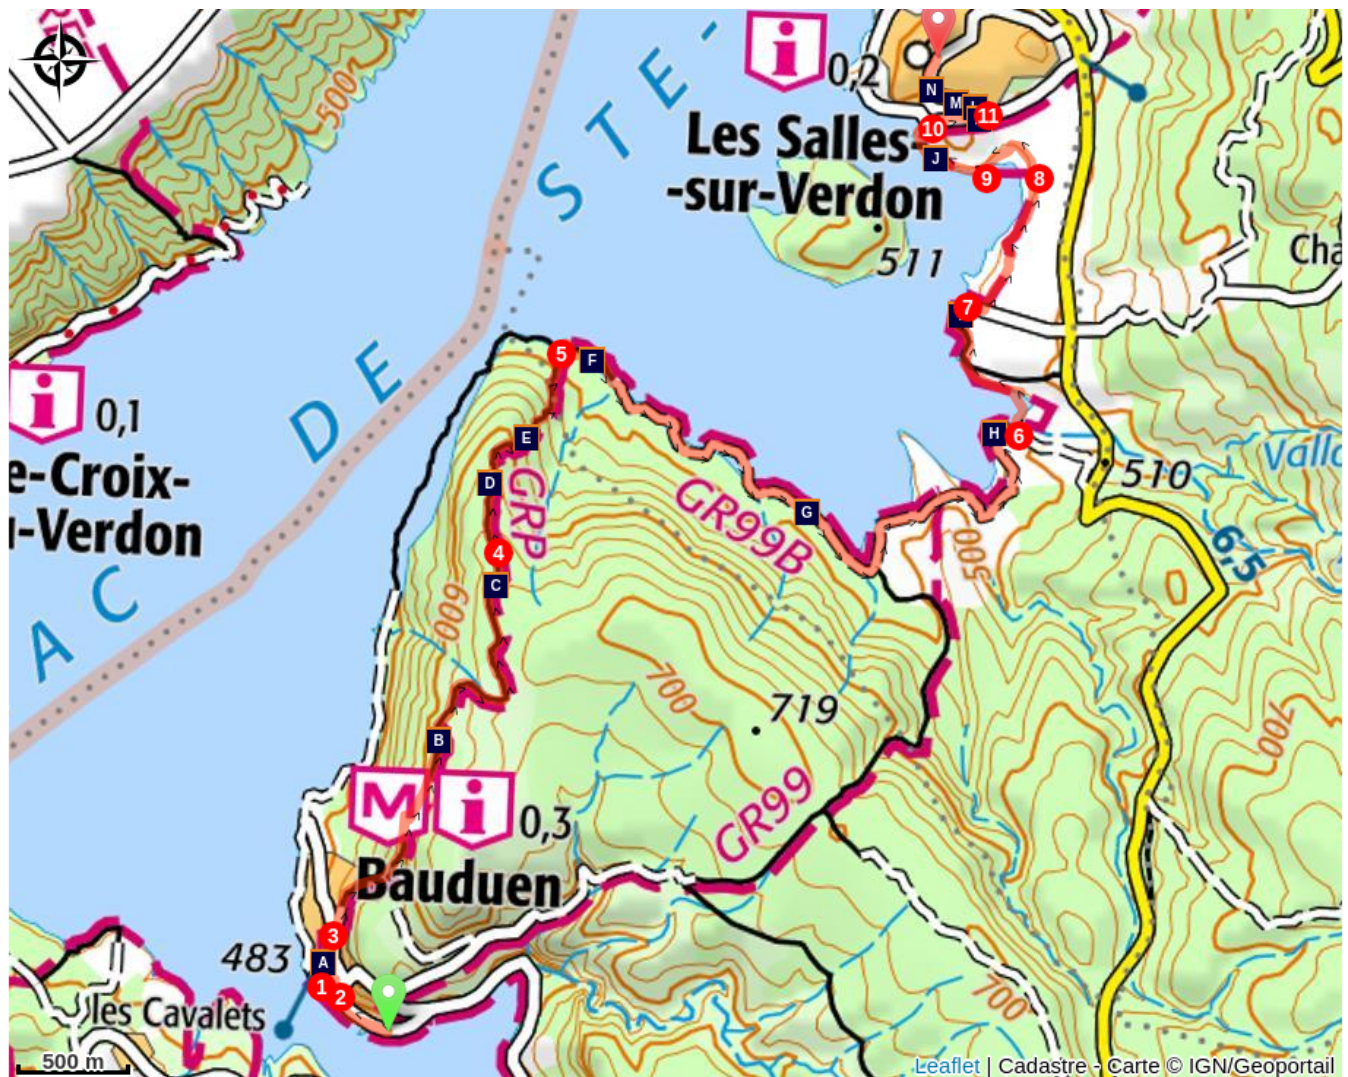 500
STE-
0,2
N
M
11
10
J
9
8
Les Salles-
-sur-Verdon
511
Cha
7
DE
5
F
0,1
e-Croix-
u-Verdon
E
H
6
510
Vallo
D
GRP
G
GR99B
500
6,5
4
C
600
AC
700
719
B
700
M
0,3
GR99
Bauduen
3
483
A
1
2
les Cavalets
700
500 m
Leaflet | Cadastre - Carte © IGN/Geoportail